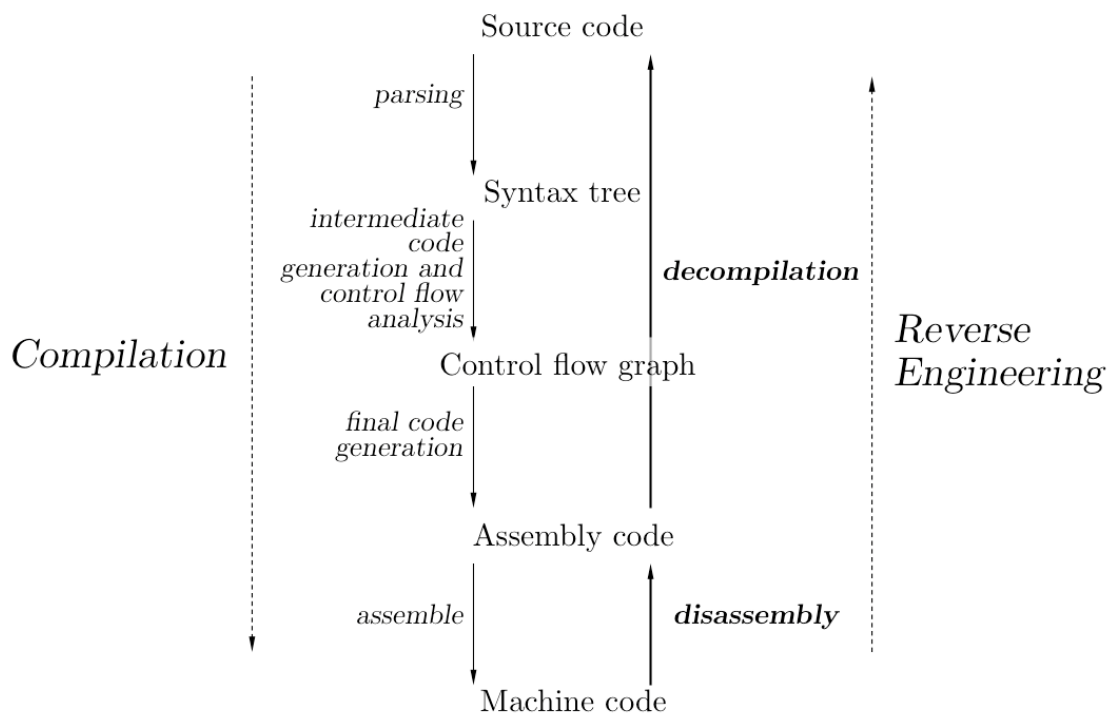 Source code
parsing
Syntax tree
intermediate
code
generation and
control flow
analysis
decompilation
Compilation
Reverse
Engineering
Control flow graph
final code
generation
Assembly code
assemble
disassembly
Machine code